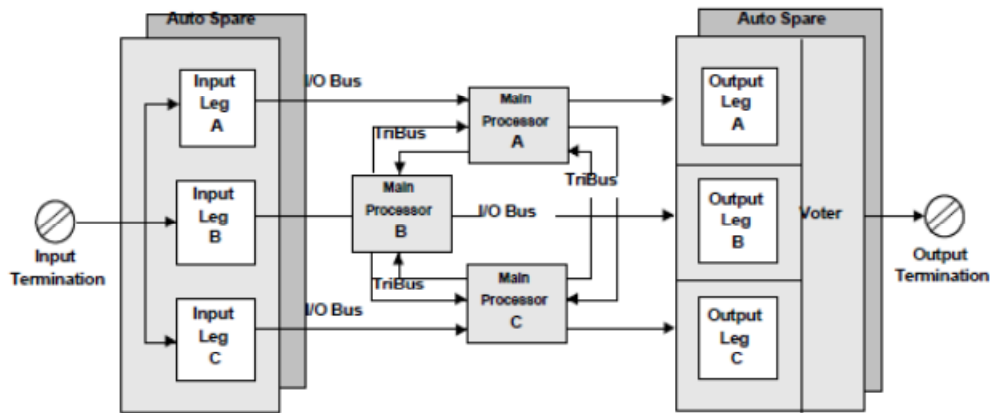 Auto Spare
Input
Leg
A
I/O Bus
Main
Processor
A
TriBus
Auto Spare
Output
Leg
A
Input
Termination
Input
Leg
B
Main
Processor
B
I/O Bus
TriBus
Output
Leg
B
Voter
Output
Termination
TriBus
Input
Leg
C
I/O Bus
Main
Processor
C
Output
Leg
C